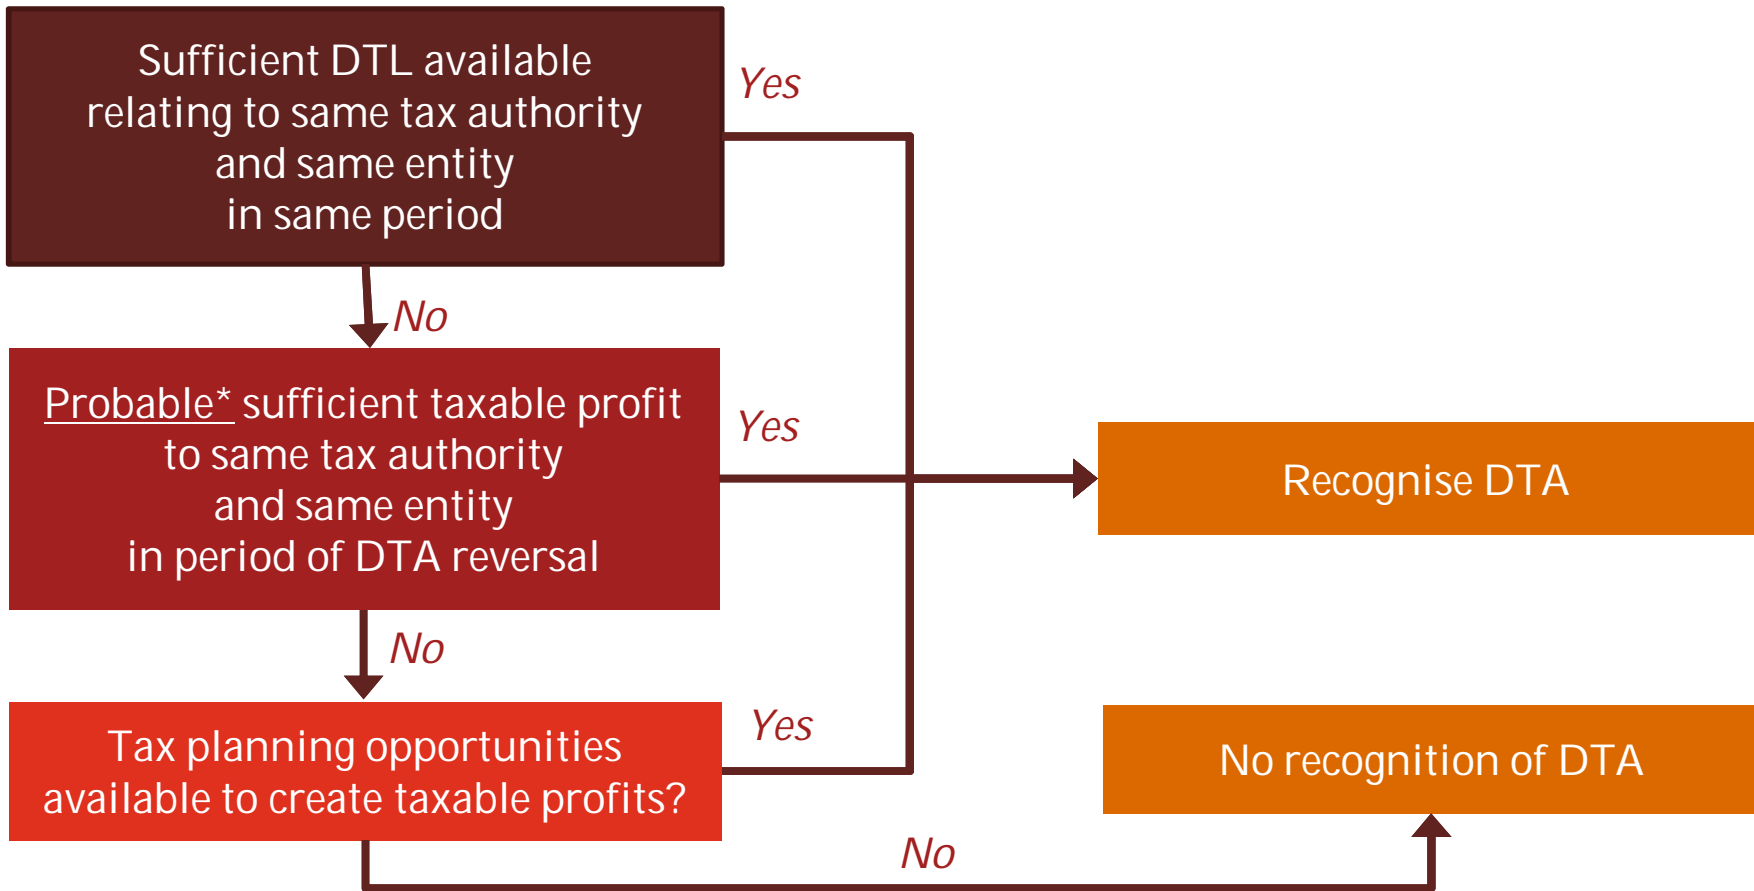 Sufficient DTL available
relating to same tax authority
and same entity
in same period
Yes
No
Probable* sufficient taxable profit
to same tax authority
and same entity
in period of DTA reversal
Yes
Recognise DTA
No
Tax planning opportunities
available to create taxable profits?
Yes
No recognition of DTA
No